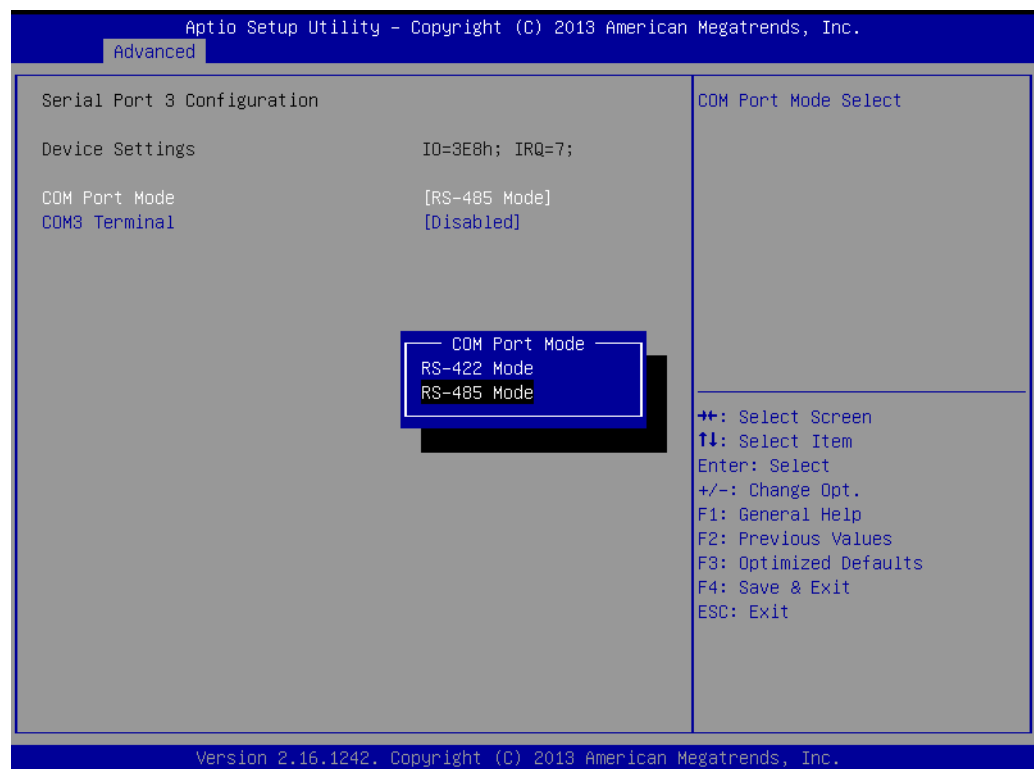 Aptio Setup Utility – Copyright (C) 2013 American Megatrends, Inc.
Advanced
Serial Port 3 Configuration
Device Settings IO=3E8h; IRQ=7;
COM Port Mode [RS-485 Mode]
COM3 Terminal [Disabled]
COM Port Mode
RS-422 Mode
RS-485 Mode
COM Port Mode Select
→←: Select Screen
↑↓: Select Item
Enter: Select
+/-: Change Opt.
F1: General Help
F2: Previous Values
F3: Optimized Defaults
F4: Save & Exit
ESC: Exit
Version 2.16.1242. Copyright (C) 2013 American Megatrends, Inc.